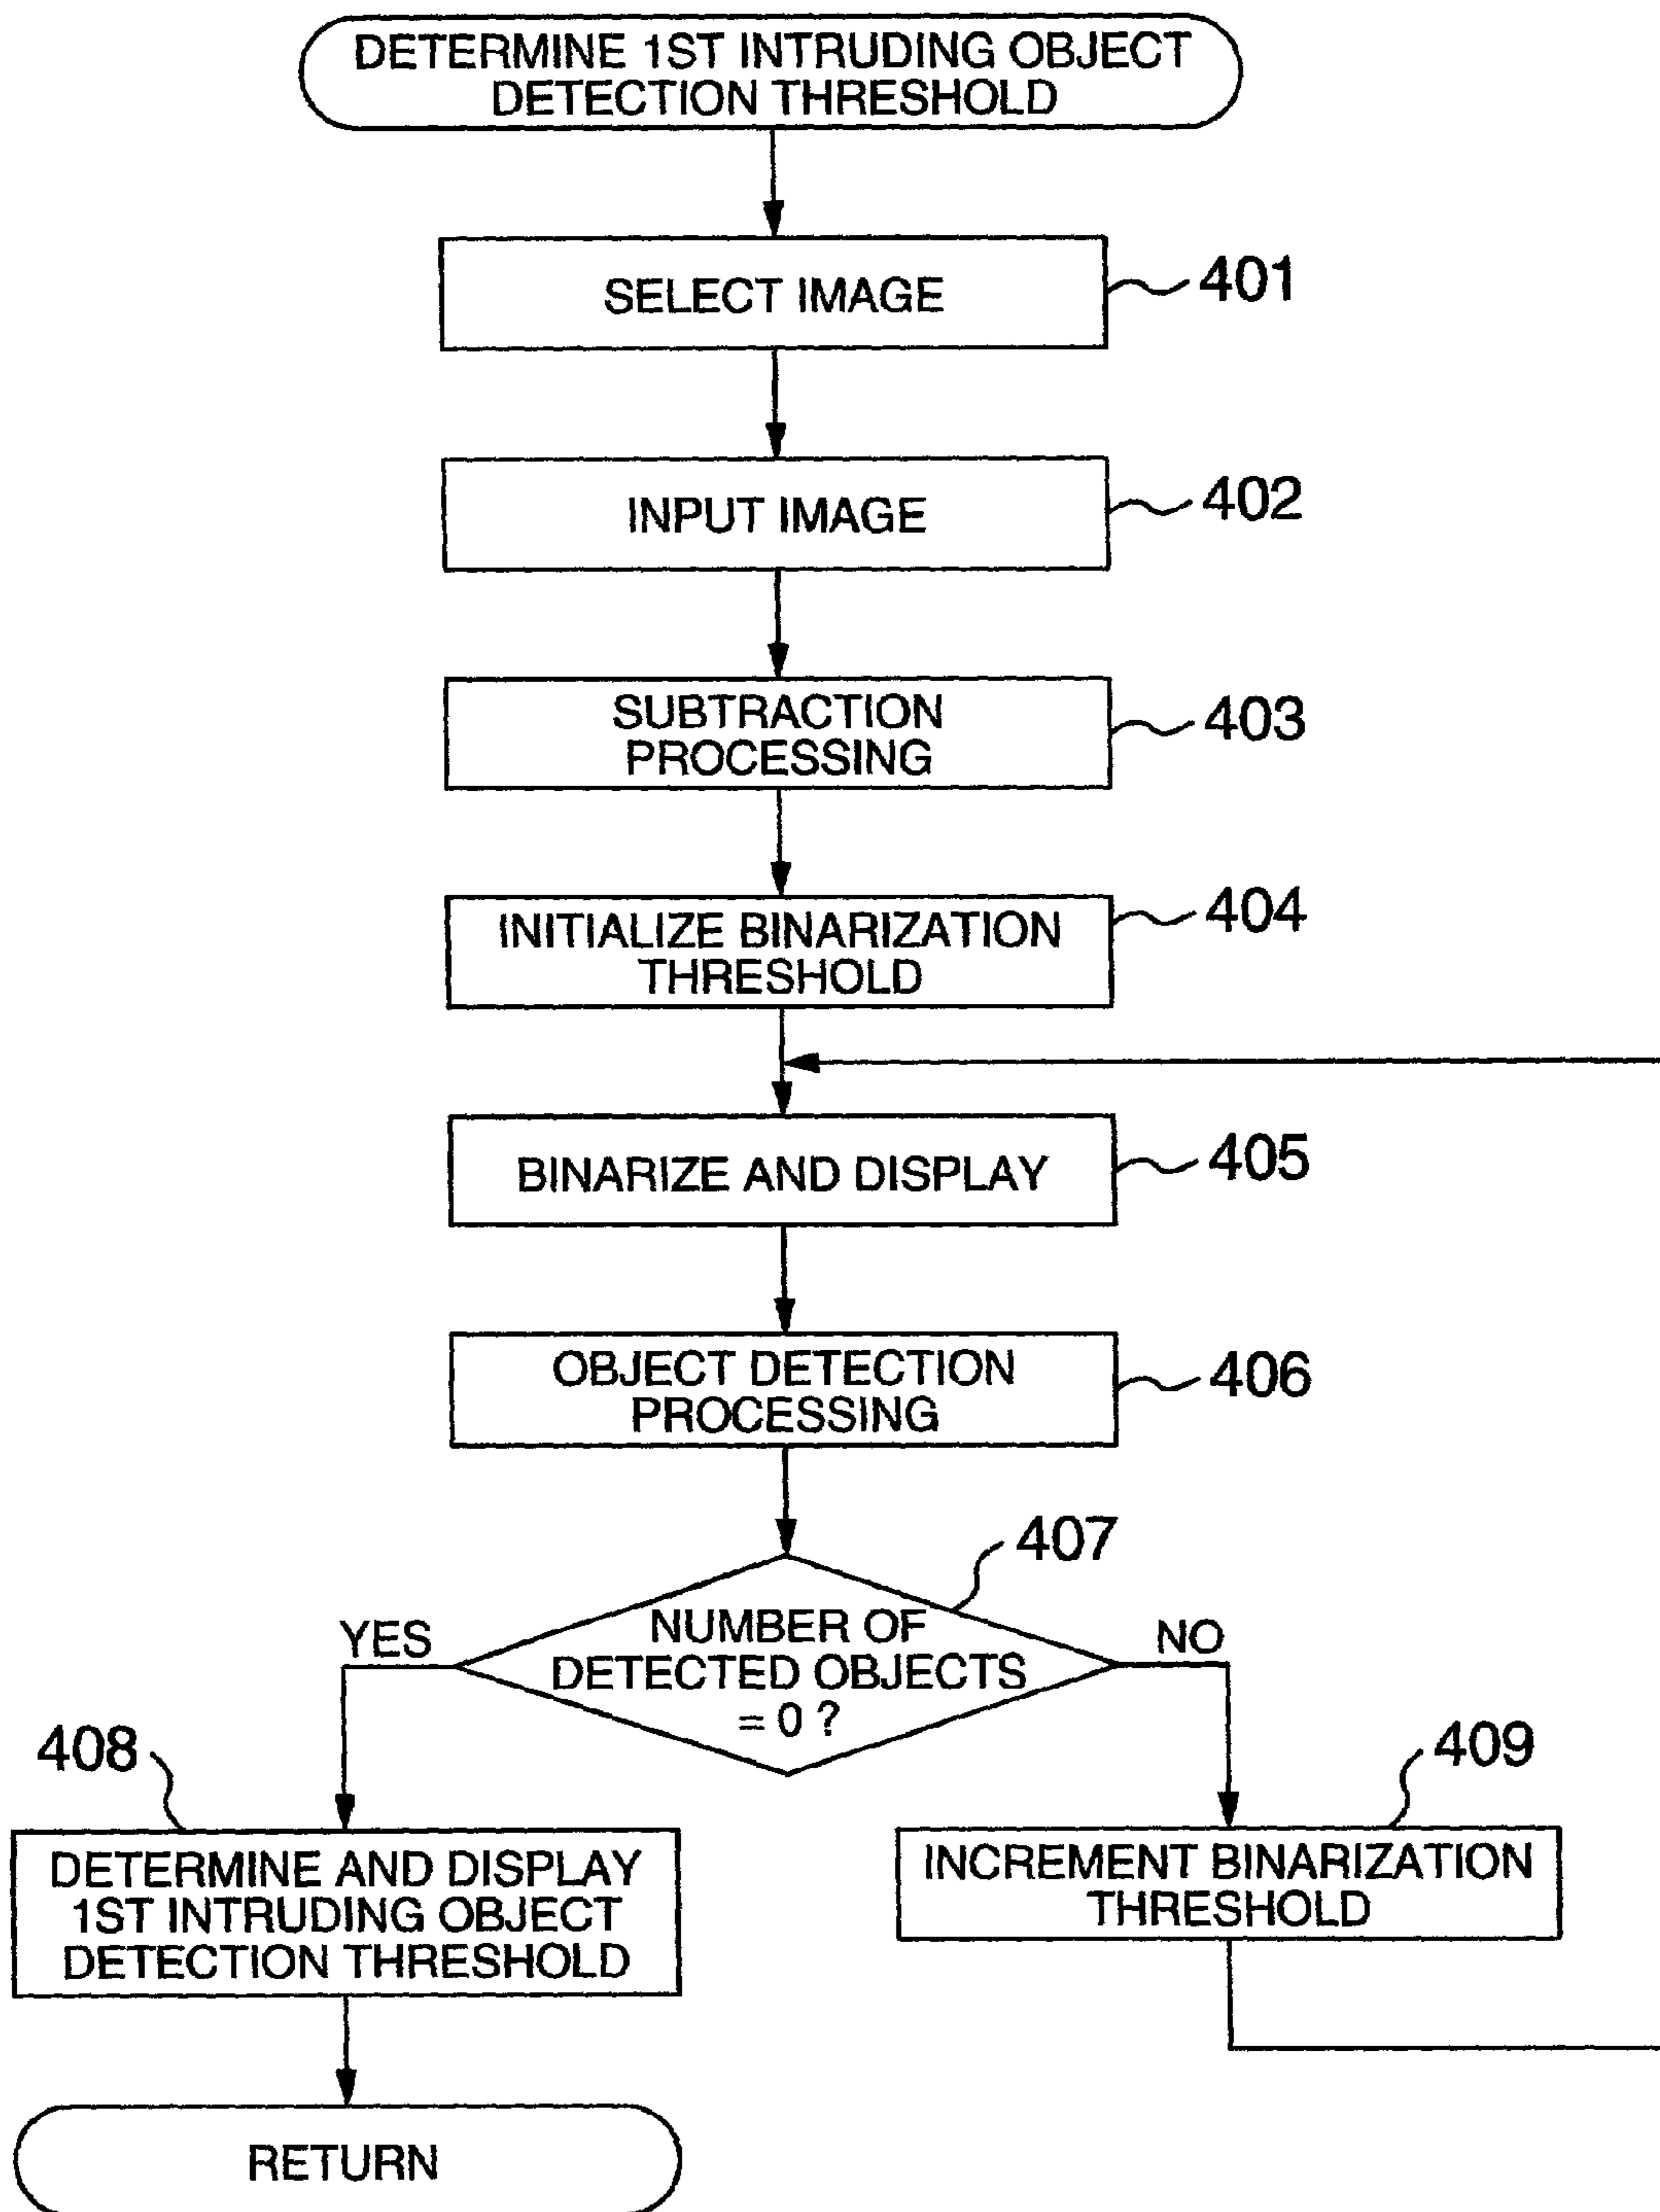 DETERMINE 1ST INTRUDING OBJECT
DETECTION THRESHOLD
SELECT IMAGE
401
INPUT IMAGE
402
SUBTRACTION
PROCESSING
403
INITIALIZE BINARIZATION
THRESHOLD
404
BINARIZE AND DISPLAY
405
OBJECT DETECTION
PROCESSING
406
407
NUMBER OF
DETECTED OBJECTS
= 0 ?
YES
NO
408
DETERMINE AND DISPLAY
1ST INTRUDING OBJECT
DETECTION THRESHOLD
409
INCREMENT BINARIZATION
THRESHOLD
RETURN